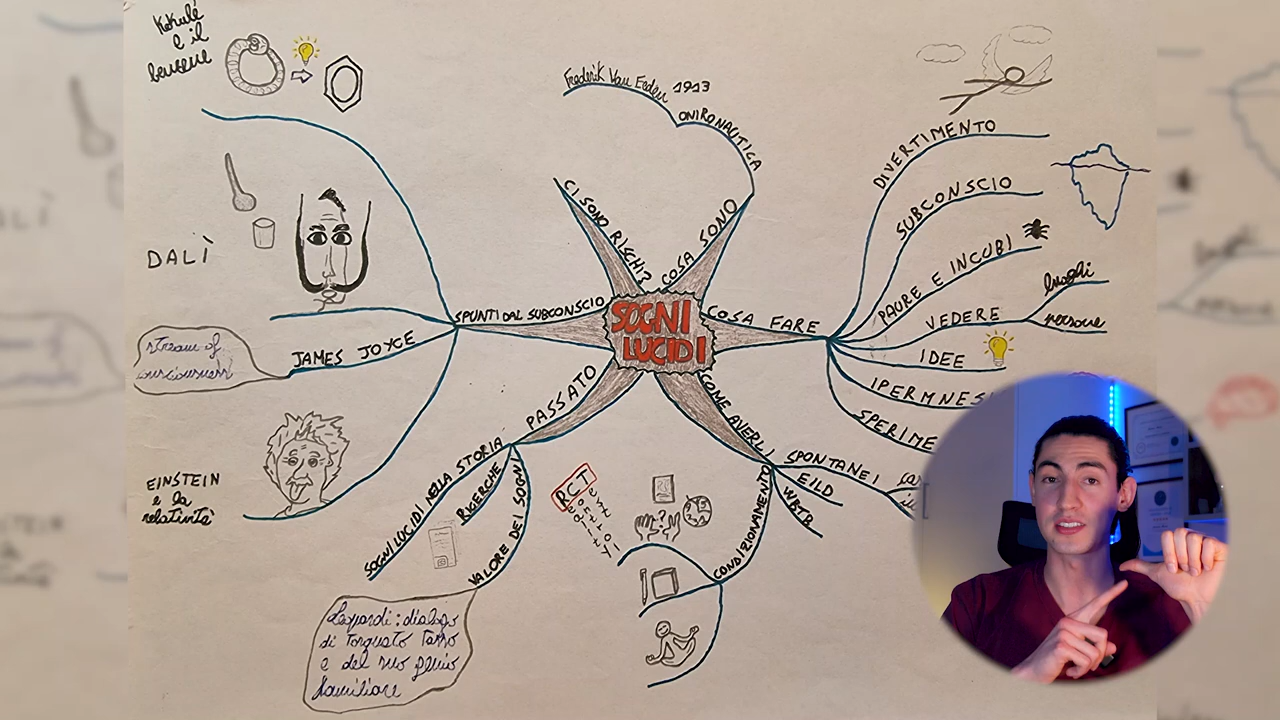 Kekulé
e il
benzene
DALÌ
JAMES JOYCE
stream of
consciousness
EINSTEIN
e la
relatività
SPUNTI DAL SUBCONSCIO
Frederik Van Eeden 1913
ONIRONAUTICA
CI SONO RISCHI?
COSA SONO
SOGNI
LUCIDI
COSA FARE
DIVERTIMENTO
SUBCONSCIO
PAURE E INCUBI
VEDERE
luoghi
persone
IDEE
IPERMNES
SPERIME
PASSATO
SOGNI LUCIDI NELLA STORIA
RICERCHE
VALORE DEI SOGNI
Leopardi: dialogo
di Torquato Tasso
e del suo genio
familiare
COME AVERLI
SPONTANEI
EILD
WBTB
CONDIZIONAMENTO
RCT